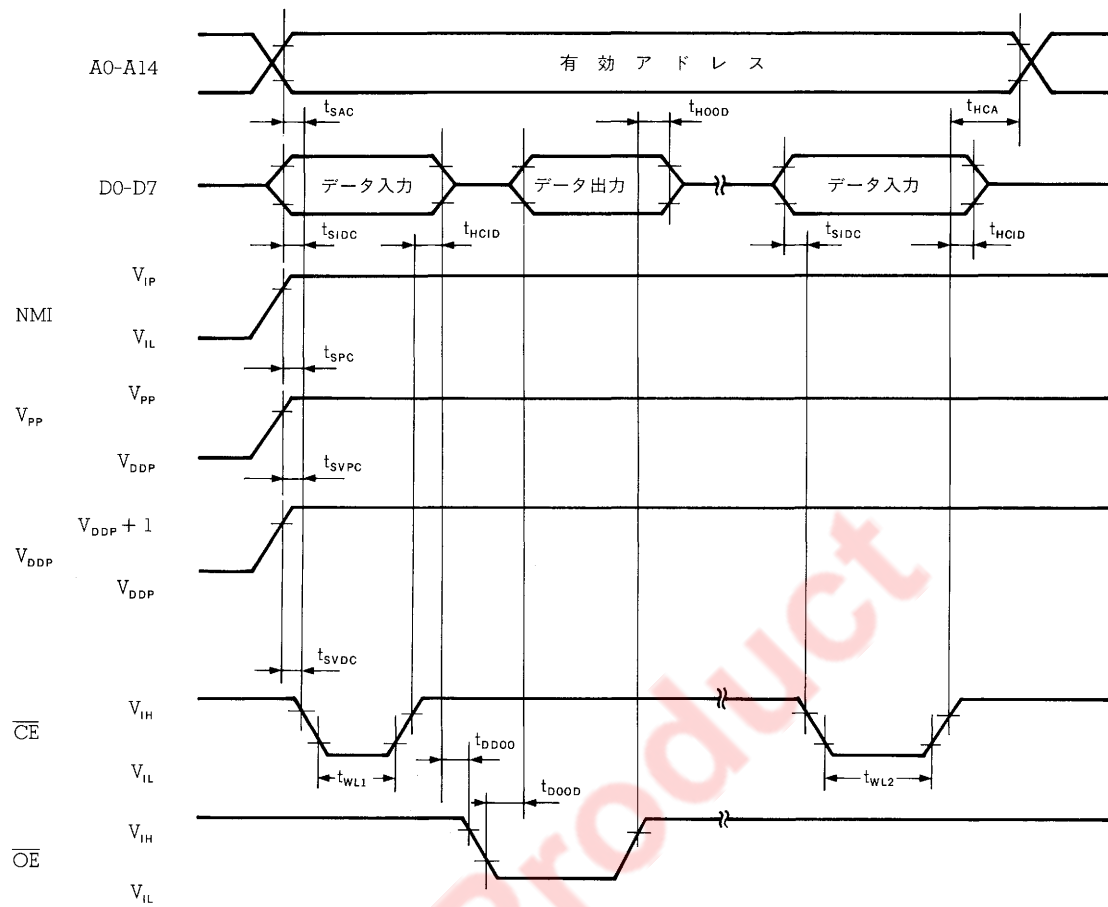 A0-A14
有効アドレス
tSAC
tHOOD
tHCA
D0-D7
データ入力
データ出力
データ入力
tSIDC
tHCID
tSIDC
tHCID
VIP
NMI
VIL
tSPC
VPP
VPP
VDDP
tSVPC
VDDP + 1
VDDP
VDDP
tSVDC
VIH
CE
VIL
tWL1
tDDOO
tWL2
tDOOD
VIH
OE
VIL
Product